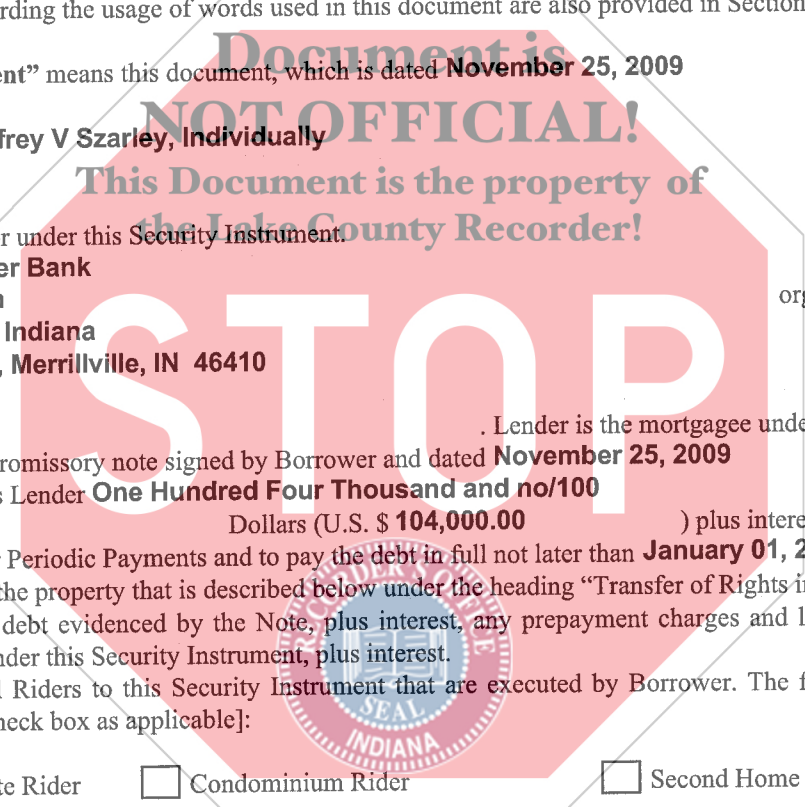 rding the usage of words used in this document are also provided in Section
Document is
ent” means this document, which is dated November 25, 2009
NOT OFFICIAL!
frey V Szarley, Individually
This Document is the property of
the Lake County Recorder!
r under this Security Instrument.
er Bank
org
Indiana
, Merrillville, IN 46410
STOP
. Lender is the mortgagee unde
romissory note signed by Borrower and dated November 25, 2009
s Lender One Hundred Four Thousand and no/100
Dollars (U.S. $ 104,000.00 ) plus intere
Periodic Payments and to pay the debt in full not later than January 01, 2
the property that is described below under the heading “Transfer of Rights in
debt evidenced by the Note, plus interest, any prepayment charges and l
nder this Security Instrument, plus interest.
Riders to this Security Instrument that are executed by Borrower. The f
heck box as applicable]:
RECORDER'S OFFICE
SEAL
INDIANA
te Rider Condominium Rider Second Home